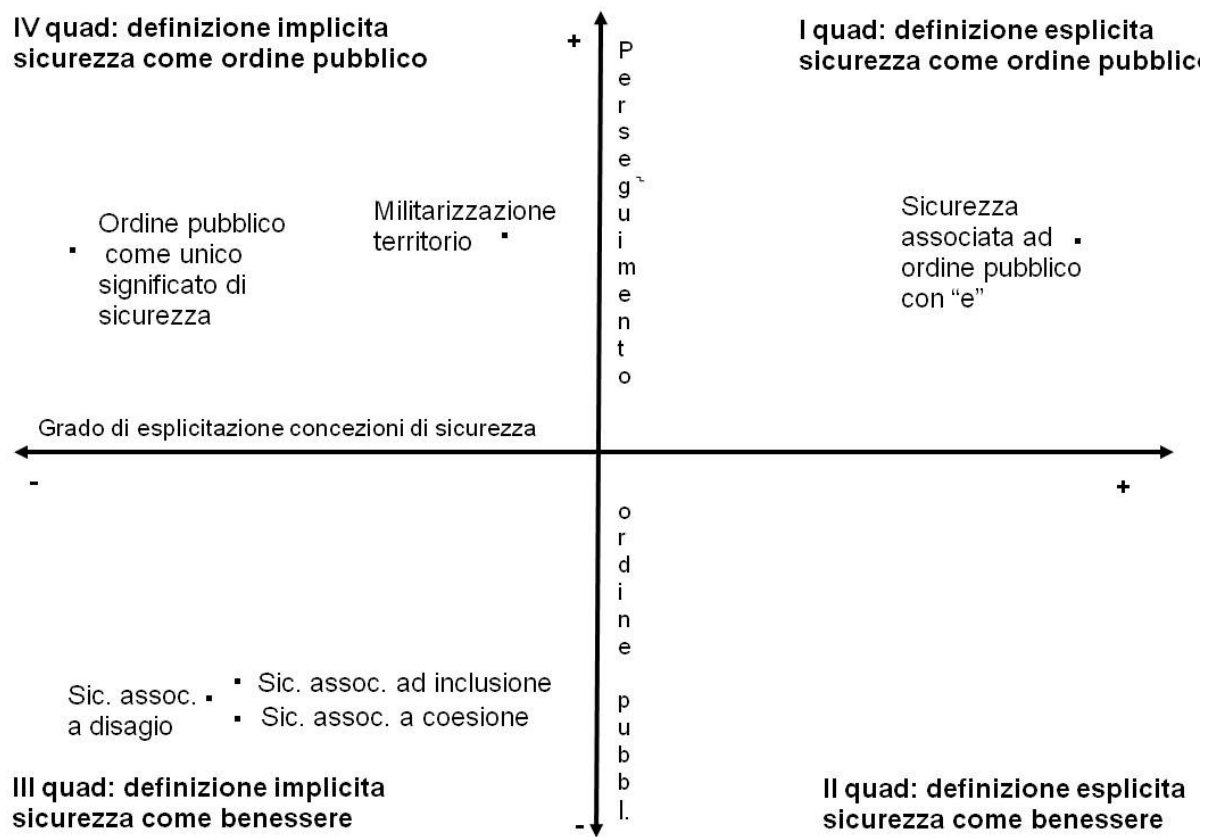 IV quad: definizione implicita
sicurezza come ordine pubblico
+
I quad: definizione esplicita
sicurezza come ordine pubblico
Perseguimento
Ordine pubblico
come unico
significato di
sicurezza
Militarizzazione
territorio
Sicurezza
associata ad
ordine pubblico
con “e”
Grado di esplicitazione concezioni di sicurezza
-
+
ordine pubbl.
Sic. assoc.
a disagio
Sic. assoc. ad inclusione
Sic. assoc. a coesione
III quad: definizione implicita
sicurezza come benessere
-
II quad: definizione esplicita
sicurezza come benessere